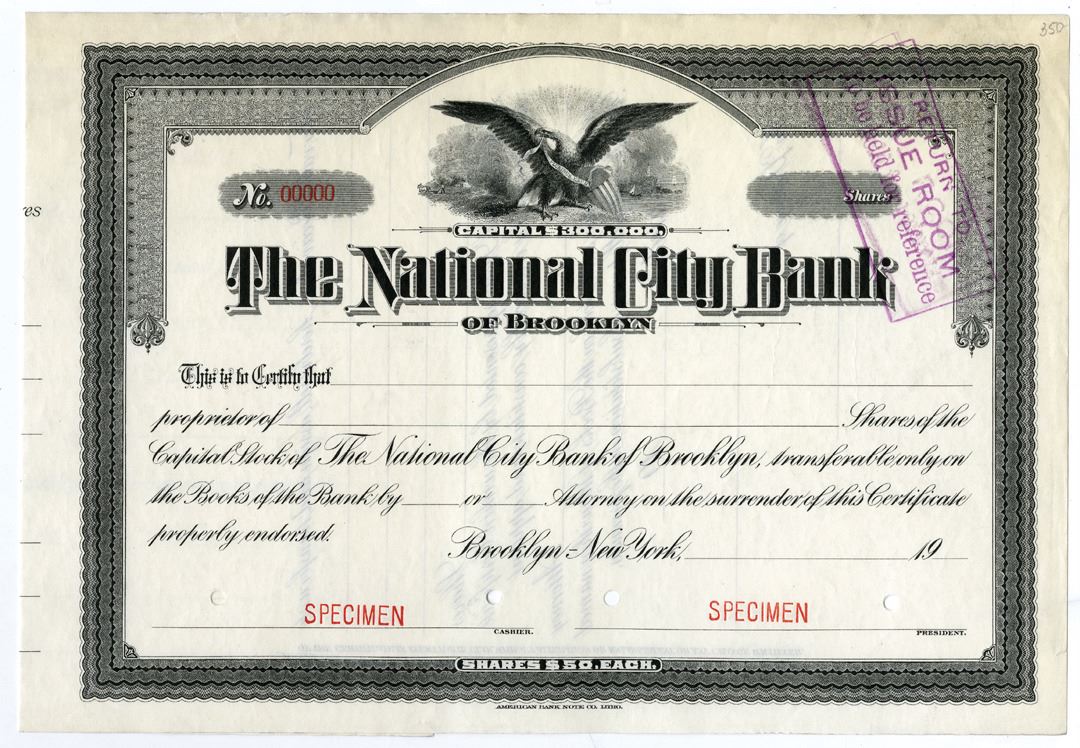 350
RETURN TO
ISSUE ROOM
to be held for reference
No. 00000
Shares
es
CAPITAL $300,000,
The National City Bank
OF BROOKLYN
This is to Certify that
proprietor of Shares of the
Capital Stock of The National City Bank of Brooklyn, transferable only on
the Books of the Bank by or Attorney on the surrender of this Certificate
properly endorsed.
Brooklyn-New York, 19
SPECIMEN SPECIMEN
CASHIER. PRESIDENT.
SHARES $50. EACH.
AMERICAN BANK NOTE CO. LITHO.